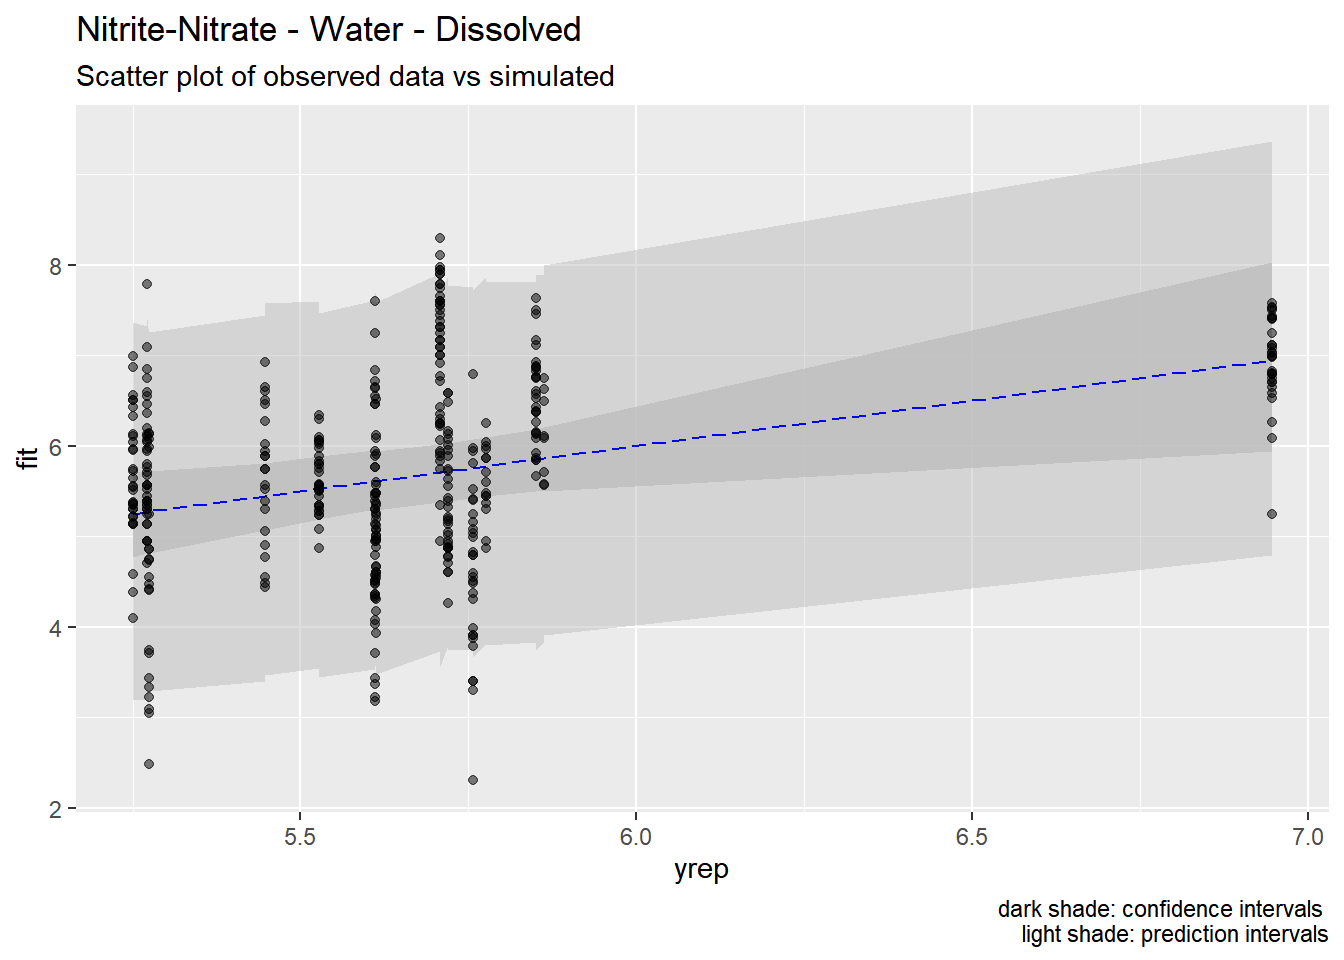 Nitrite-Nitrate - Water - Dissolved
Scatter plot of observed data vs simulated
fit
8
6
4
2
5.5 6.0 6.5 7.0
yrep
dark shade: confidence intervals
light shade: prediction intervals